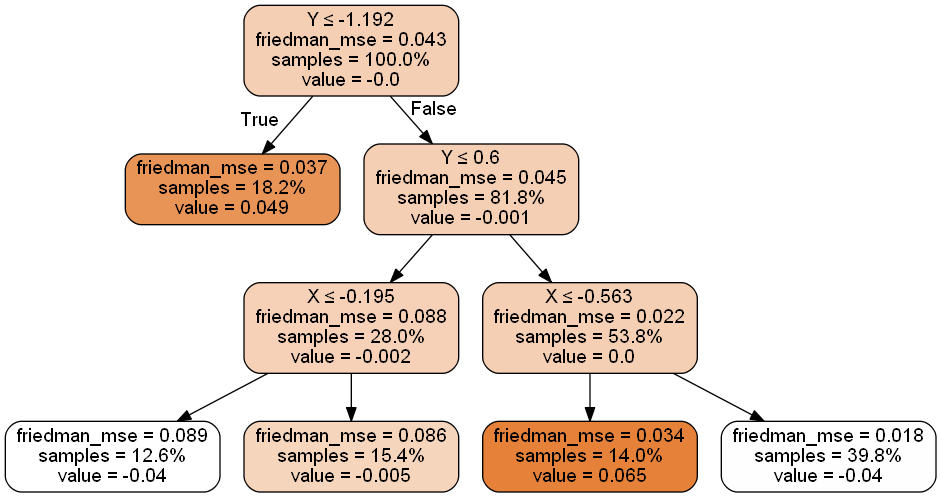 Y ≤ -1.192
friedman_mse = 0.043
samples = 100.0%
value = -0.0
True
False
friedman_mse = 0.037
samples = 18.2%
value = 0.049
Y ≤ 0.6
friedman_mse = 0.045
samples = 81.8%
value = -0.001
X ≤ -0.195
friedman_mse = 0.088
samples = 28.0%
value = -0.002
X ≤ -0.563
friedman_mse = 0.022
samples = 53.8%
value = 0.0
friedman_mse = 0.089
samples = 12.6%
value = -0.04
friedman_mse = 0.086
samples = 15.4%
value = -0.005
friedman_mse = 0.034
samples = 14.0%
value = 0.065
friedman_mse = 0.018
samples = 39.8%
value = -0.04